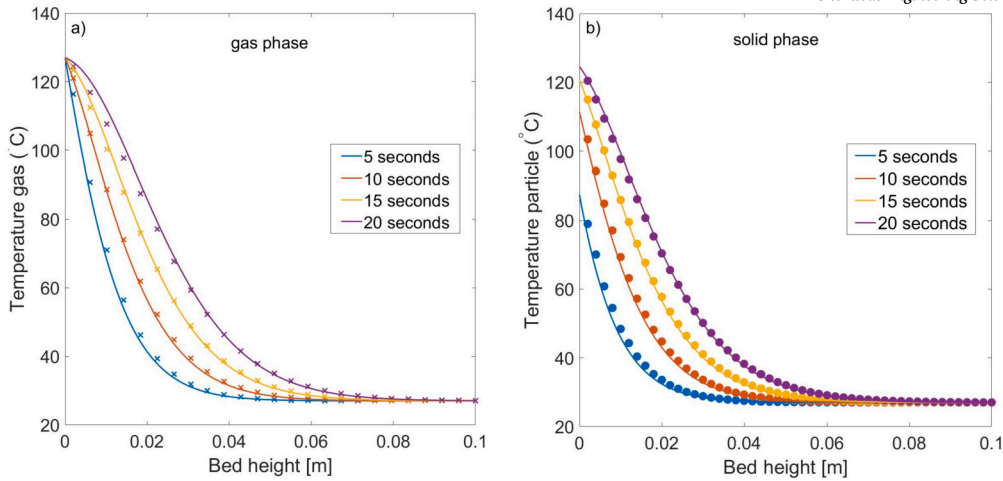 a)
gas phase
140
120
100
80
60
40
20
Temperature gas (°C)
5 seconds
10 seconds
15 seconds
20 seconds
0
0.02
0.04
0.06
0.08
0.1
Bed height [m]
b)
solid phase
140
120
100
80
60
40
20
Temperature particle (°C)
5 seconds
10 seconds
15 seconds
20 seconds
0
0.02
0.04
0.06
0.08
0.1
Bed height [m]